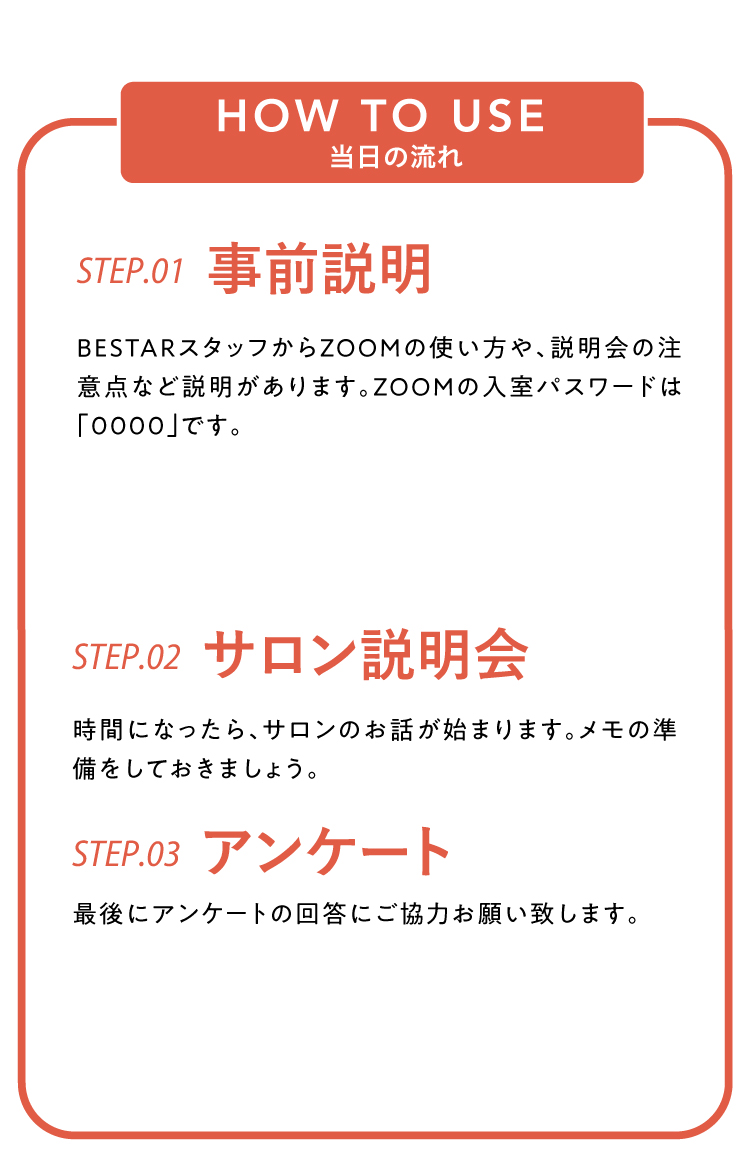 HOW TO USE
当日の流れ
STEP.01 事前説明
BESTARスタッフからZOOMの使い方や、説明会の注
意点など説明があります。ZOOMの入室パスワードは
「0000」です。
STEP.02 サロン説明会
時間になったら、サロンのお話が始まります。メモの準
備をしておきましょう。
STEP.03 アンケート
最後にアンケートの回答にご協力お願い致します。